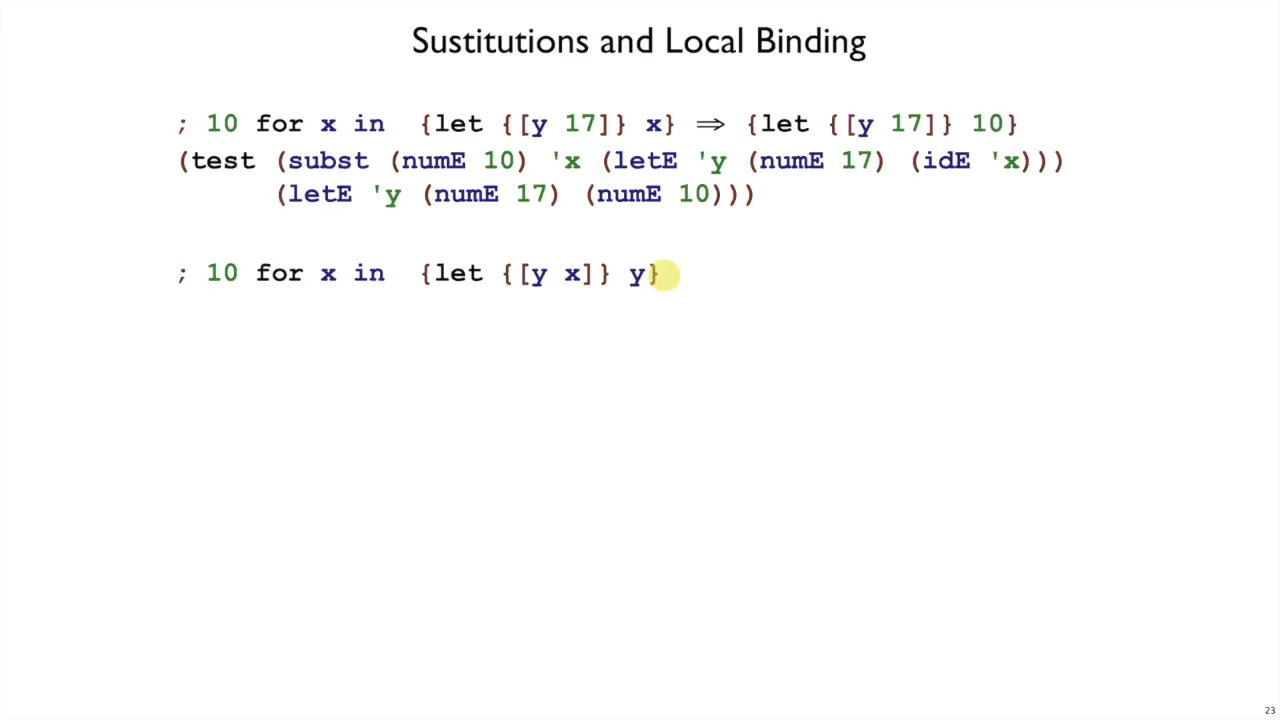 Sustitutions and Local Binding
; 10 for x in {let {[y 17]} x} ⇒ {let {[y 17]} 10}
(test (subst (numE 10) 'x (letE 'y (numE 17) (idE 'x)))
(letE 'y (numE 17) (numE 10)))
; 10 for x in {let {[y x]} y}
23